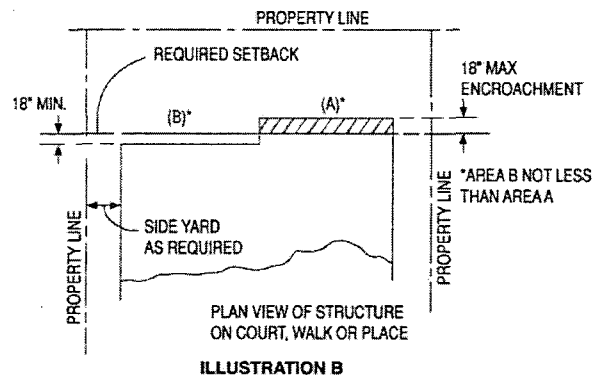 PROPERTY LINE
REQUIRED SETBACK
18" MAX
ENCROACHMENT
18" MIN.
(B)*
(A)*
*AREA B NOT LESS
THAN AREA A
SIDE YARD
AS REQUIRED
PROPERTY LINE
PROPERTY LINE
PLAN VIEW OF STRUCTURE
ON COURT, WALK OR PLACE
ILLUSTRATION B